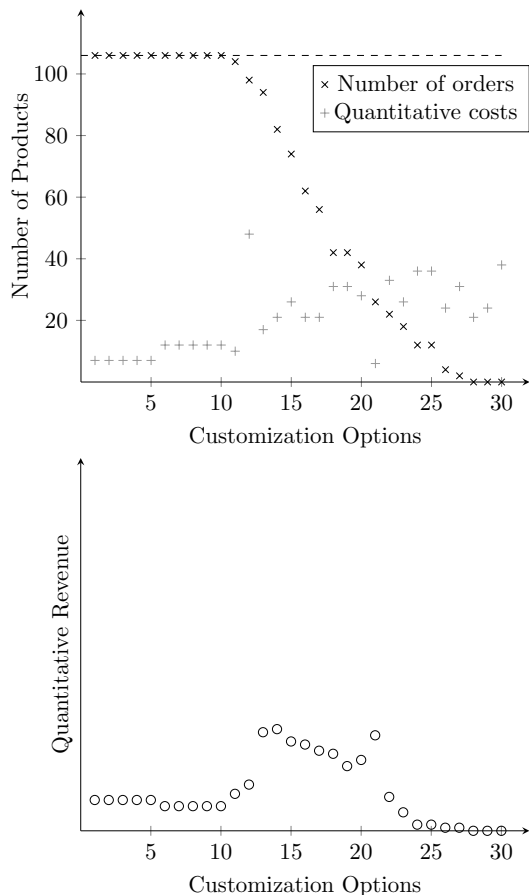 100
80
60
40
20
Number of Products
Number of orders
Quantitative costs
5 10 15 20 25 30
Customization Options
Quantitative Revenue
5 10 15 20 25 30
Customization Options